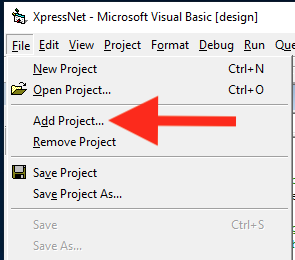 XpressNet - Microsoft Visual Basic [design]
File Edit View Project Format Debug Run Que
New Project Ctrl+N
Open Project... Ctrl+O
Add Project...
Remove Project
Save Project
Save Project As...
Save Ctrl+S
Save As...